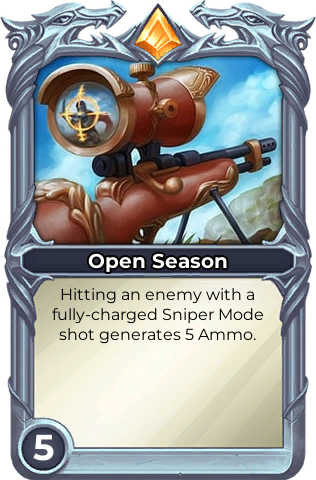 Open Season
Hitting an enemy with a
fully-charged Sniper Mode
shot generates 5 Ammo.
5